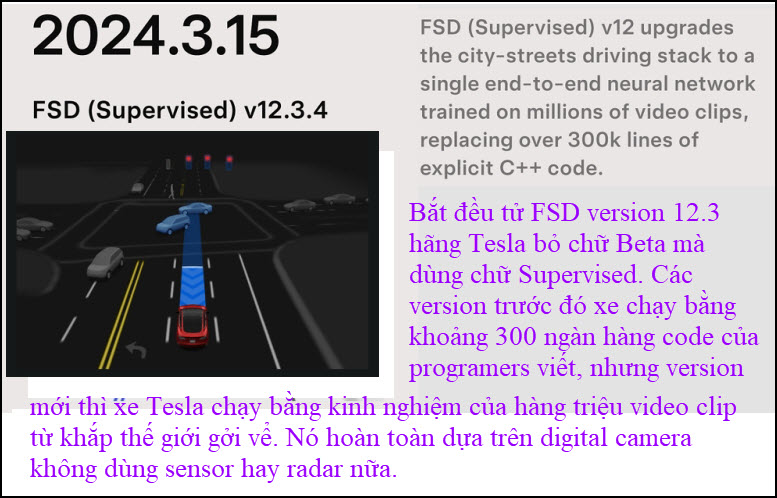 2024.3.15
FSD (Supervised) v12.3.4
FSD (Supervised) v12 upgrades
the city-streets driving stack to a
single end-to-end neural network
trained on millions of video clips,
replacing over 300k lines of
explicit C++ code.
Bắt đều tử FSD version 12.3
hãng Tesla bỏ chữ Beta mà
dùng chữ Supervised. Các
version trước đó xe chạy bằng
khoảng 300 ngàn hàng code của
programers viết, nhưng version
mới thì xe Tesla chạy bằng kinh nghiệm của hàng triệu video clip
từ khắp thế giới gởi vể. Nó hoàn toàn dựa trên digital camera
không dùng sensor hay radar nữa.